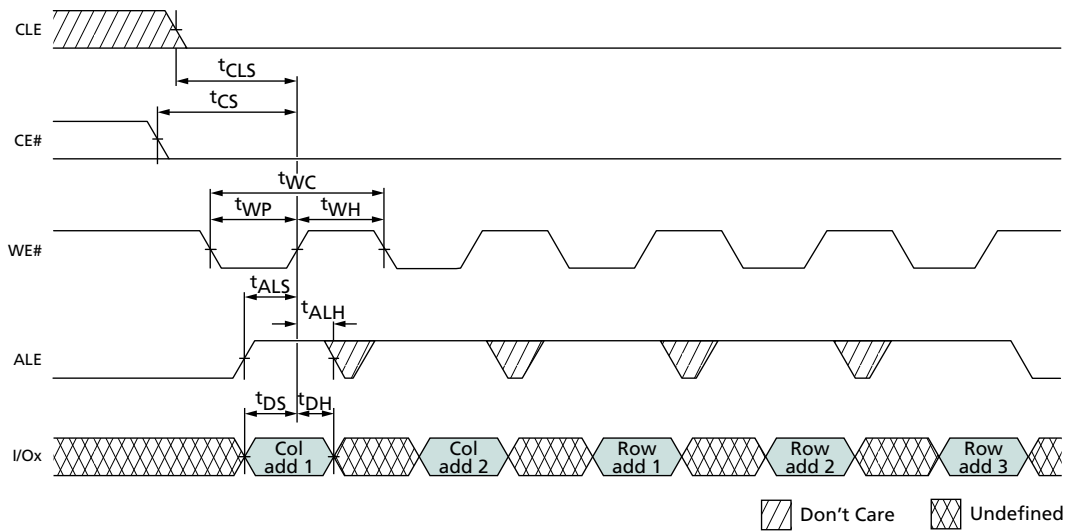 CLE
tCLS
tCS
CE#
tWC
tWP
tWH
WE#
tALS
tALH
ALE
tDS
tDH
I/Ox
Col
add 1
Col
add 2
Row
add 1
Row
add 2
Row
add 3
Don't Care
Undefined